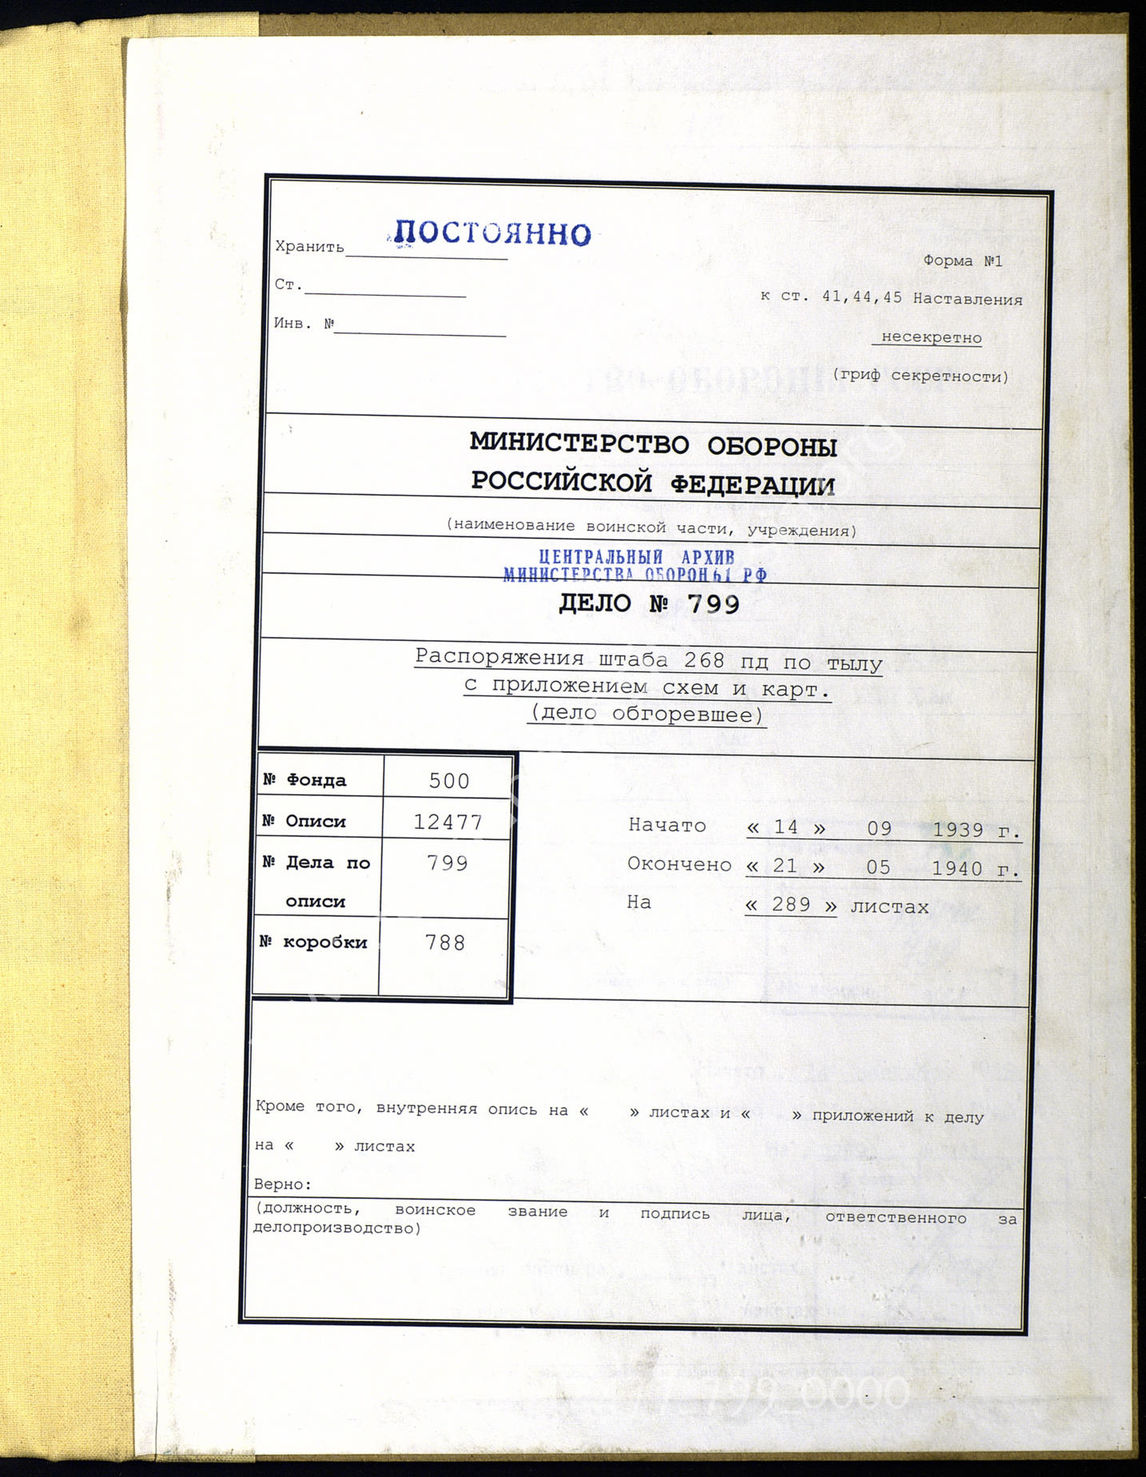 Хранить ПОСТОЯННО
Форма №1
Ст.
к ст. 41,44,45 Наставления
Инв. №
несекретно
(гриф секретности)
МИНИСТЕРСТВО ОБОРОНЫ
РОССИЙСКОЙ ФЕДЕРАЦИИ
(наименование воинской части, учреждения)
ЦЕНТРАЛЬНЫЙ АРХИВ
МИНИСТЕРСТВА ОБОРОНЫ РФ
ДЕЛО № 799
Распоряжения штаба 268 пд по тылу
с приложением схем и карт.
(дело обгоревшее)
№ Фонда 500
№ Описи 12477
№ Дела по описи 799
№ коробки 788
Начато « 14 » 09 1939 г.
Окончено « 21 » 05 1940 г.
На « 289 » листах
Кроме того, внутренняя опись на « » листах и « » приложений к делу
на « » листах
Верно:
(должность, воинское звание и подпись лица, ответственного за
делопроизводство)